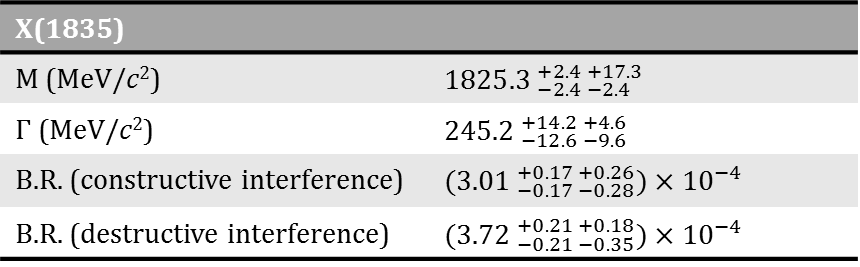 X(1835)
M (MeV/c²) 1825.3 +2.4 −2.4 +17.3 −2.4
Γ (MeV/c²) 245.2 +14.2 −12.6 +4.6 −9.6
B.R. (constructive interference) (3.01 +0.17 −0.17 +0.26 −0.28) × 10⁻⁴
B.R. (destructive interference) (3.72 +0.21 −0.21 +0.18 −0.35) × 10⁻⁴